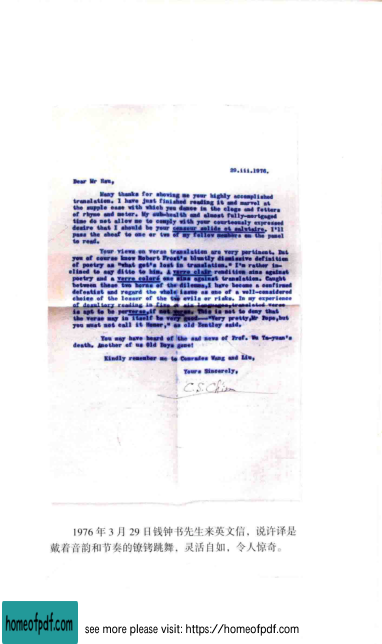 29.iii.1976.
Dear Mr Hsu,
Many thanks for showing me your highly accomplished
translation. I have just finished reading it and marvel at
the supple ease with which you dance in the clogs and fetters
of rhyme and meter. My sub-health and almost fully-mortgaged
time do not allow me to comply with your courteously expressed
desire that I should be your censeur solide et salutaire. I'll
pass the sheaf to one or two of my fellow members on the panel
to read.
Your views on verse translation are very pertinent. But
you of course know Robert Frost's bluntly dismissive definition
of poetry as "what get's lost in translation." I'm rather in-
clined to say ditto to him. A verre clair rendition sins against
poetry and a verre coloré one sins against translation. Caught
between these two horns of the dilemma, I have become a confirmed
defeatist and regard the whole issue as one of a well-considered
choice of the lesser of the two evils or risks. In my experience
of desultory reading in five or six languages, translated verse
is apt to be perverse, if not worse. This is not to deny that
the verse may in itself be very good——"Very pretty, Mr Pope, but
you must not call it Homer," as old Bentley said.
You may have heard of the sad news of Prof. Wu
death. Another of us Old Boys gone!
Kindly remember me to Comrades Wang and Liu,
Yours Sincerely,
C.S.Chien
1976 年 3 月 29 日钱钟书先生来英文信，说许译是
戴着音韵和节奏的镣铐跳舞，灵活自如，令人惊奇。
homeofpdf.com
see more please visit: https://homeofpdf.com